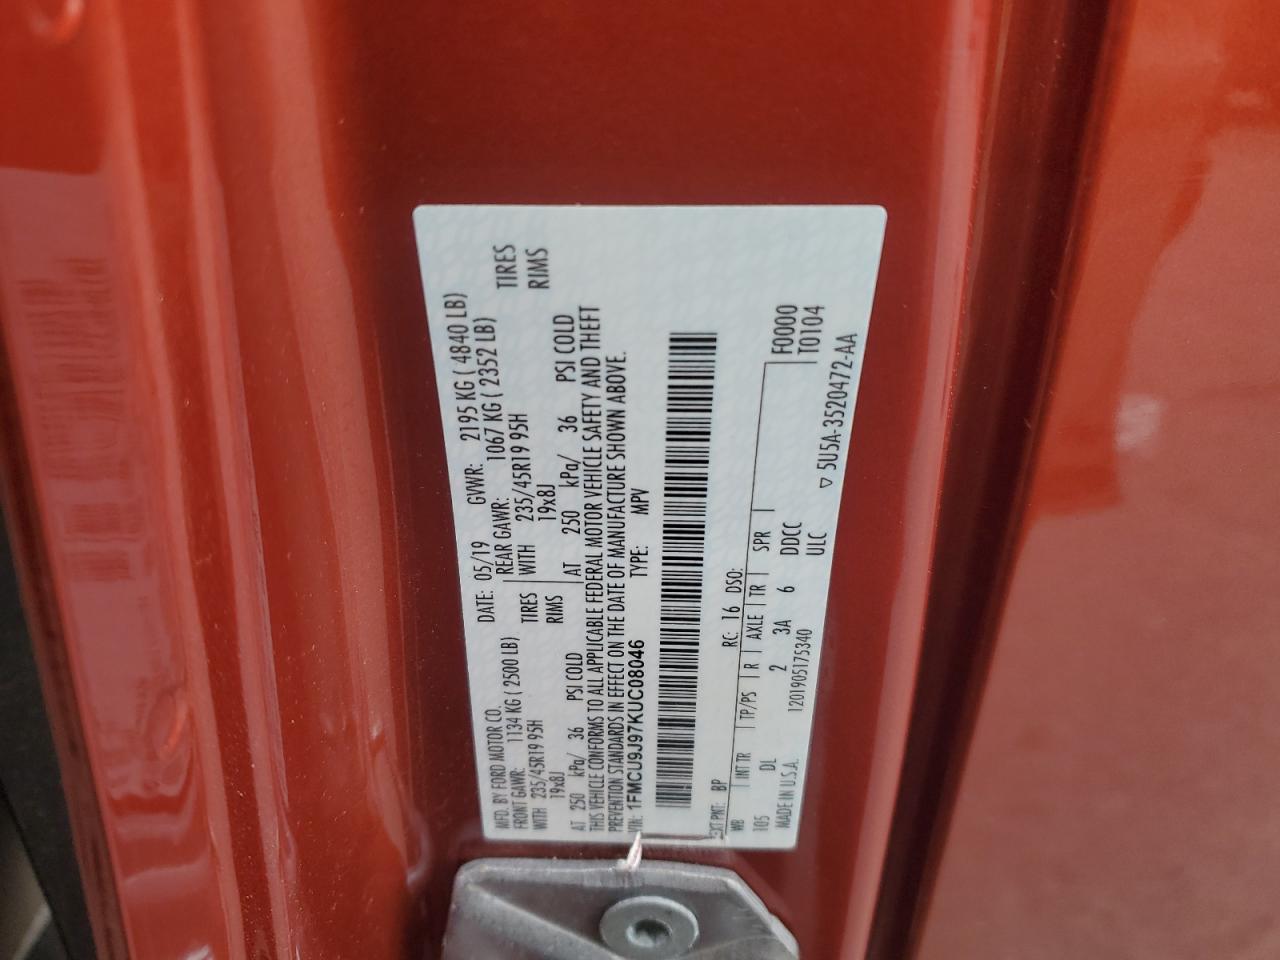 MFD. BY FORD MOTOR CO.
DATE: 05/19 GVWR: 2195 KG ( 4840 LB)
FRONT GAWR: 1134 KG ( 2500 LB) REAR GAWR: 1067 KG ( 2352 LB)
WITH 235/45R19 95H TIRES WITH 235/45R19 95H TIRES
19x8J RIMS 19x8J RIMS
AT 250 kPa/ 36 PSI COLD AT 250 kPa/ 36 PSI COLD
THIS VEHICLE CONFORMS TO ALL APPLICABLE FEDERAL MOTOR VEHICLE SAFETY AND THEFT
PREVENTION STANDARDS IN EFFECT ON THE DATE OF MANUFACTURE SHOWN ABOVE.
VIN: 1FMCU9J97KUC08046 TYPE: MPV
EXT PNT: BP RC: 16 DSO: F0000
WB INT TR TP/PS R AXLE TR SPR T0104
105 DL 2 3A 6 DDCC
MADE IN U.S.A. 1201905175340 ULC
▽ 5U5A-3520472-AA